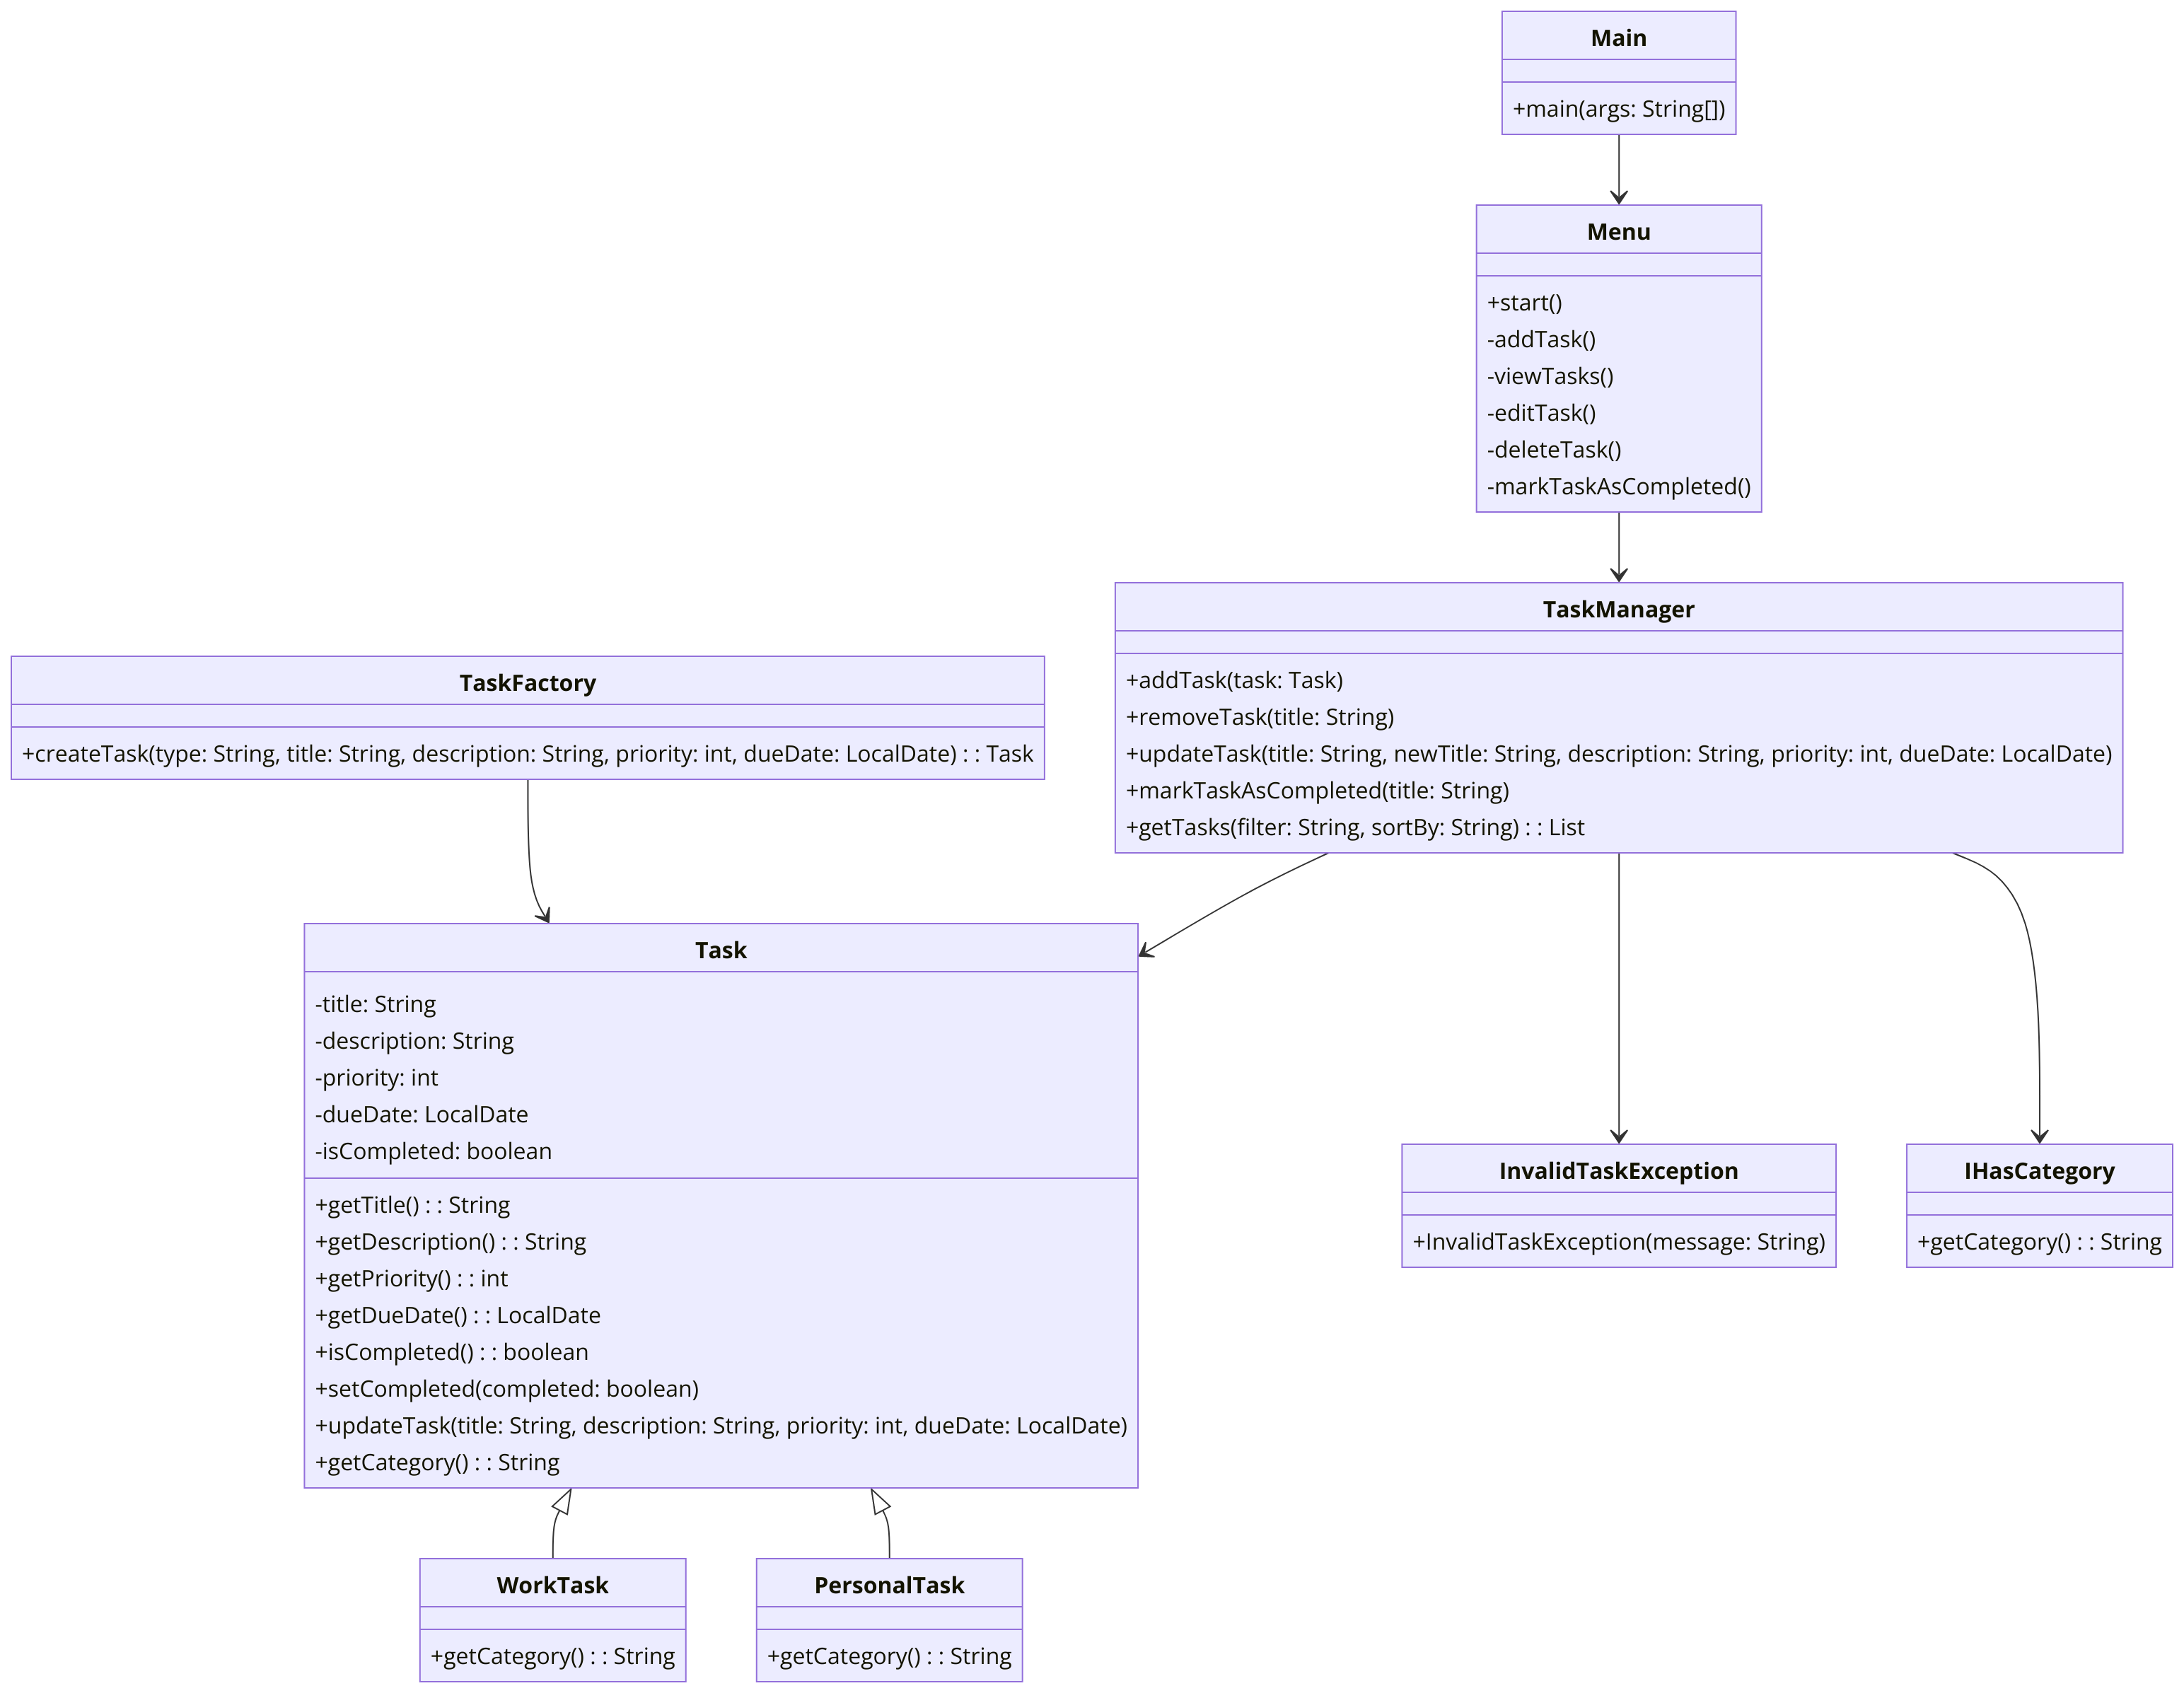 Main
+main(args: String[])
Menu
+start()
-addTask()
-viewTasks()
-editTask()
-deleteTask()
-markTaskAsCompleted()
TaskManager
+addTask(task: Task)
+removeTask(title: String)
+updateTask(title: String, newTitle: String, description: String, priority: int, dueDate: LocalDate)
+markTaskAsCompleted(title: String)
+getTasks(filter: String, sortBy: String) : : List
TaskFactory
+createTask(type: String, title: String, description: String, priority: int, dueDate: LocalDate) : : Task
Task
-title: String
-description: String
-priority: int
-dueDate: LocalDate
-isCompleted: boolean
+getTitle() : : String
+getDescription() : : String
+getPriority() : : int
+getDueDate() : : LocalDate
+isCompleted() : : boolean
+setCompleted(completed: boolean)
+updateTask(title: String, description: String, priority: int, dueDate: LocalDate)
+getCategory() : : String
InvalidTaskException
+InvalidTaskException(message: String)
IHasCategory
+getCategory() : : String
WorkTask
+getCategory() : : String
PersonalTask
+getCategory() : : String